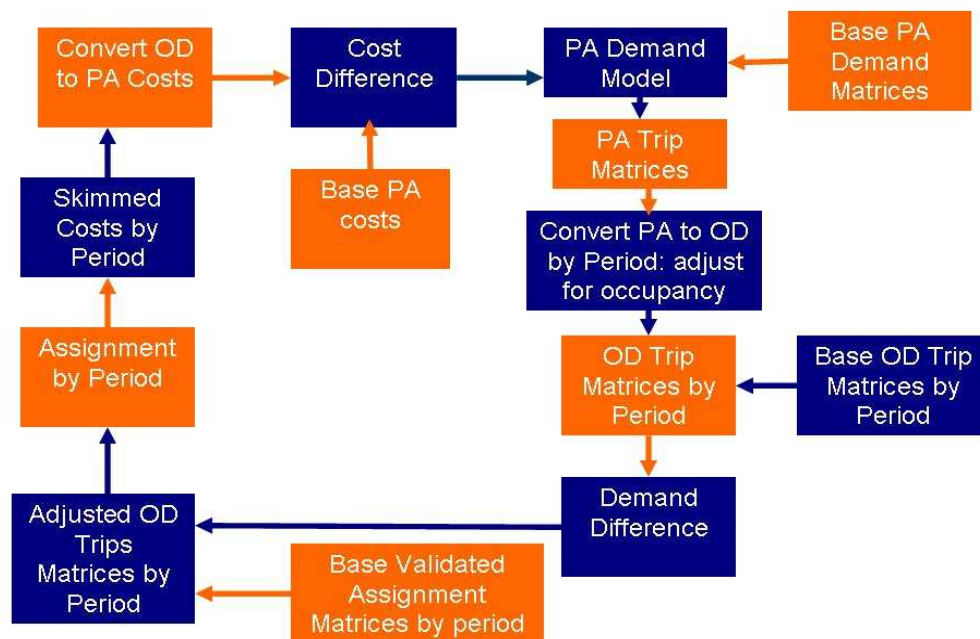 Convert OD
to PA Costs
Cost
Difference
PA Demand
Model
Base PA
Demand
Matrices
PA Trip
Matrices
Base PA
costs
Skimmed
Costs by
Period
Convert PA to OD
by Period: adjust
for occupancy
Assignment
by Period
OD Trip
Matrices by
Period
Base OD Trip
Matrices by
Period
Demand
Difference
Adjusted OD
Trips
Matrices by
Period
Base Validated
Assignment
Matrices by period